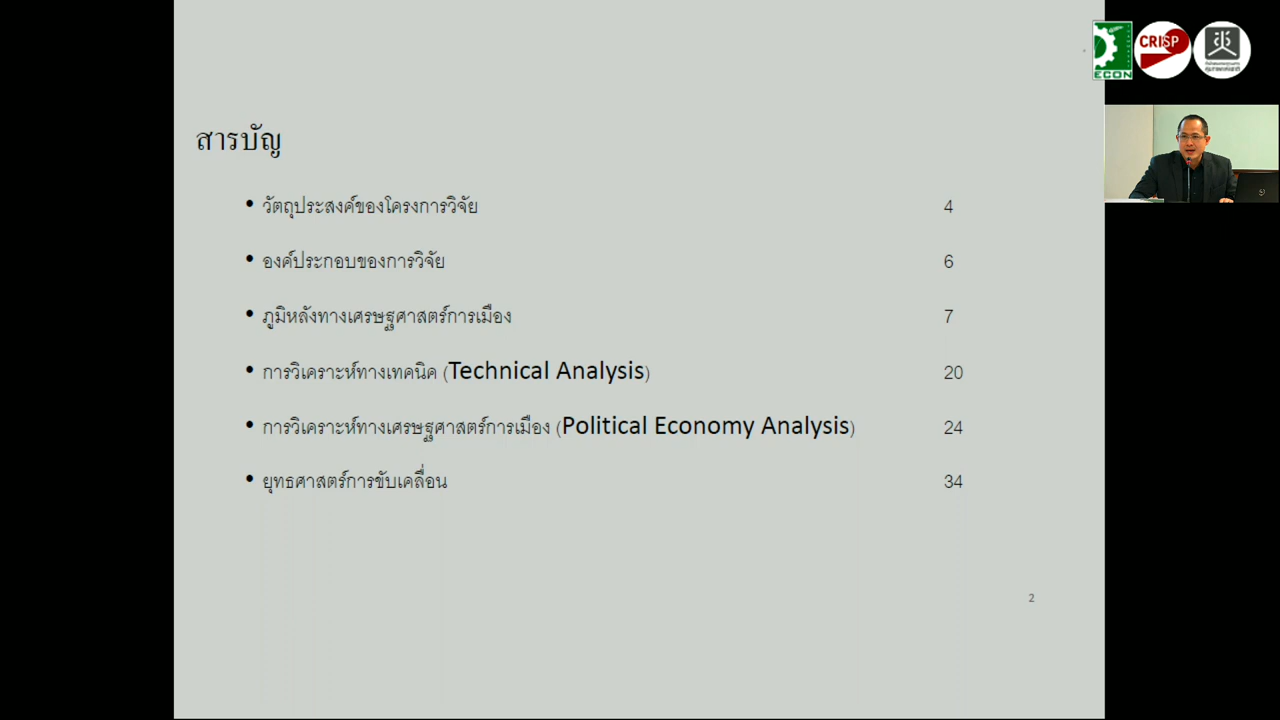 ECON
CRISP
สารบัญ
• วัตถุประสงค์ของโครงการวิจัย 4
• องค์ประกอบของการวิจัย 6
• ภูมิหลังทางเศรษฐศาสตร์การเมือง 7
• การวิเคราะห์ทางเทคนิค (Technical Analysis) 20
• การวิเคราะห์ทางเศรษฐศาสตร์การเมือง (Political Economy Analysis) 24
• ยุทธศาสตร์การขับเคลื่อน 34
2